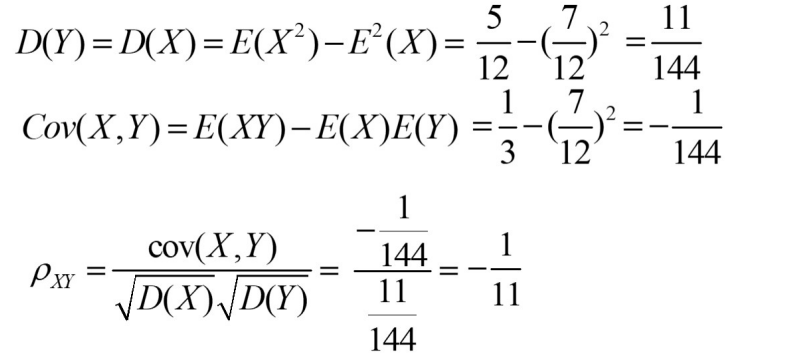 D(Y) = D(X) = E(X²) − E²(X) = 5/12 − (7/12)² = 11/144
Cov(X,Y) = E(XY) − E(X)E(Y) = 1/3 − (7/12)² = −1/144
ρ_XY = cov(X,Y) / (√D(X) √D(Y)) = (−1/144) / (11/144) = −1/11